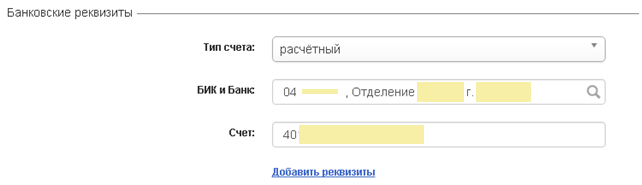 Банковские реквизиты
Тип счета: расчётный
БИК и Банк: 04 , Отделение г.
Счет: 40
Добавить реквизиты